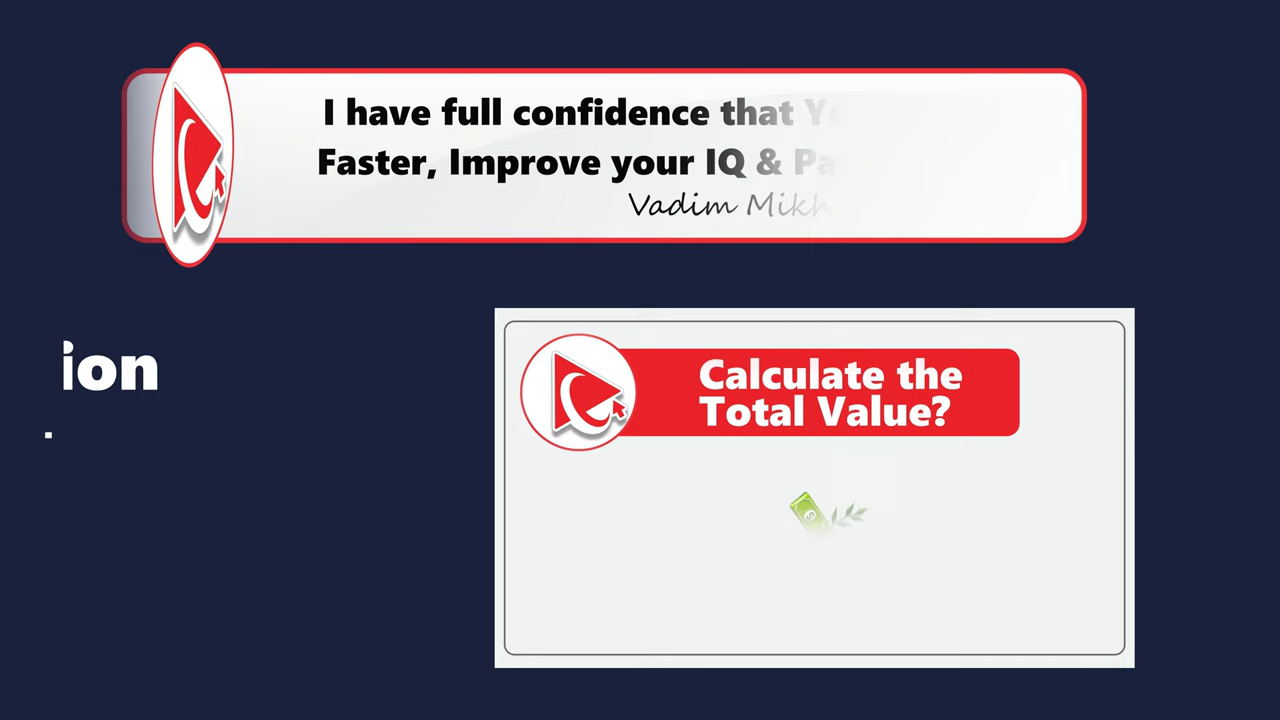 I have full confidence that
Faster, Improve your IQ &
Vadim
ion
.
Calculate the
Total Value?